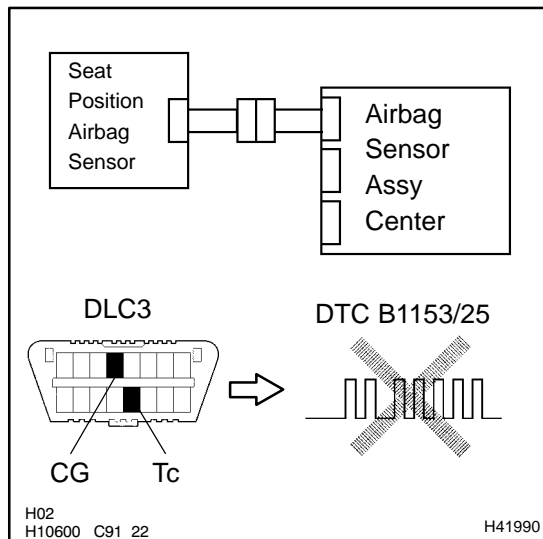 Seat
Position
Airbag
Sensor
Airbag
Sensor
Assy
Center
DLC3
DTC B1153/25
CG
Tc
H02
H10600 C91 22
H41990